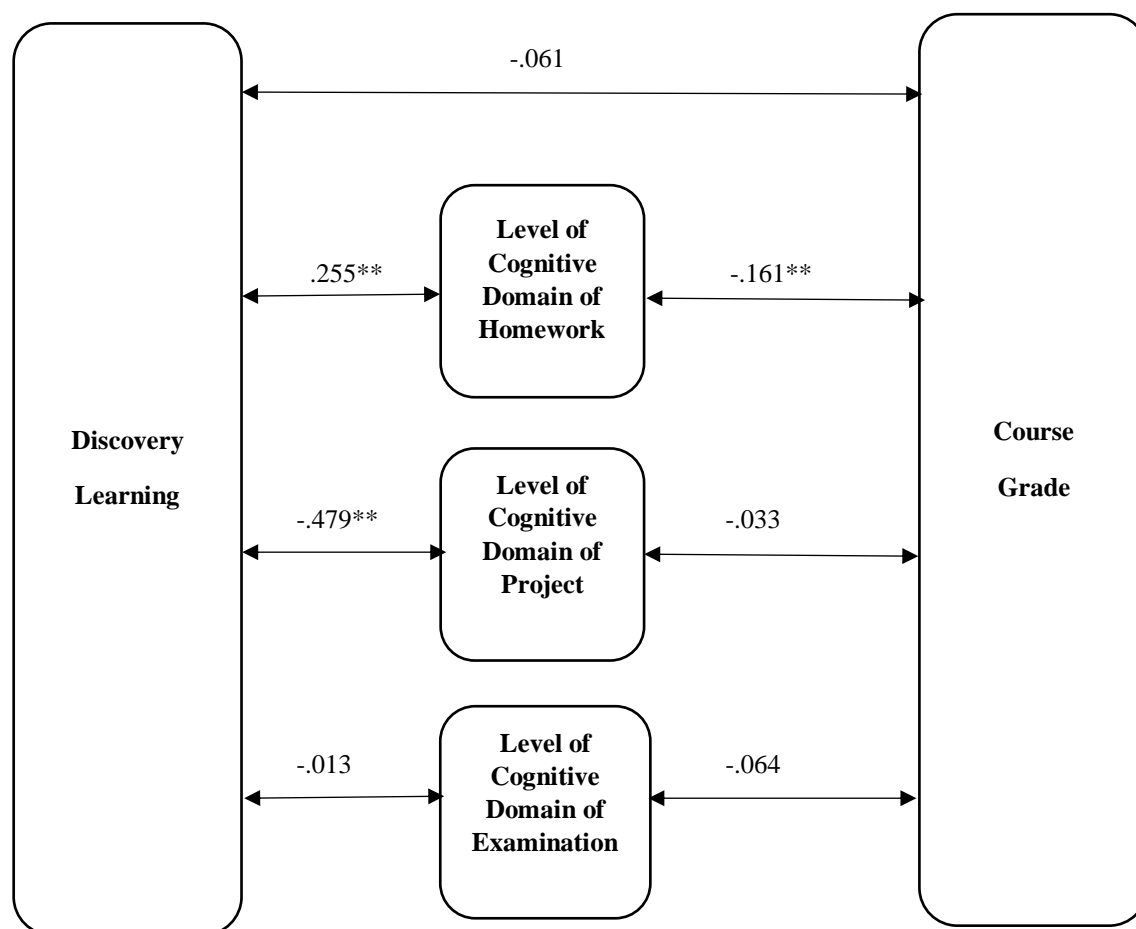 -.061
Level of
Cognitive
Domain of
Homework
.255**
-.161**
Discovery
Learning
Course
Grade
Level of
Cognitive
Domain of
Project
-.479**
-.033
Level of
Cognitive
Domain of
Examination
-.013
-.064